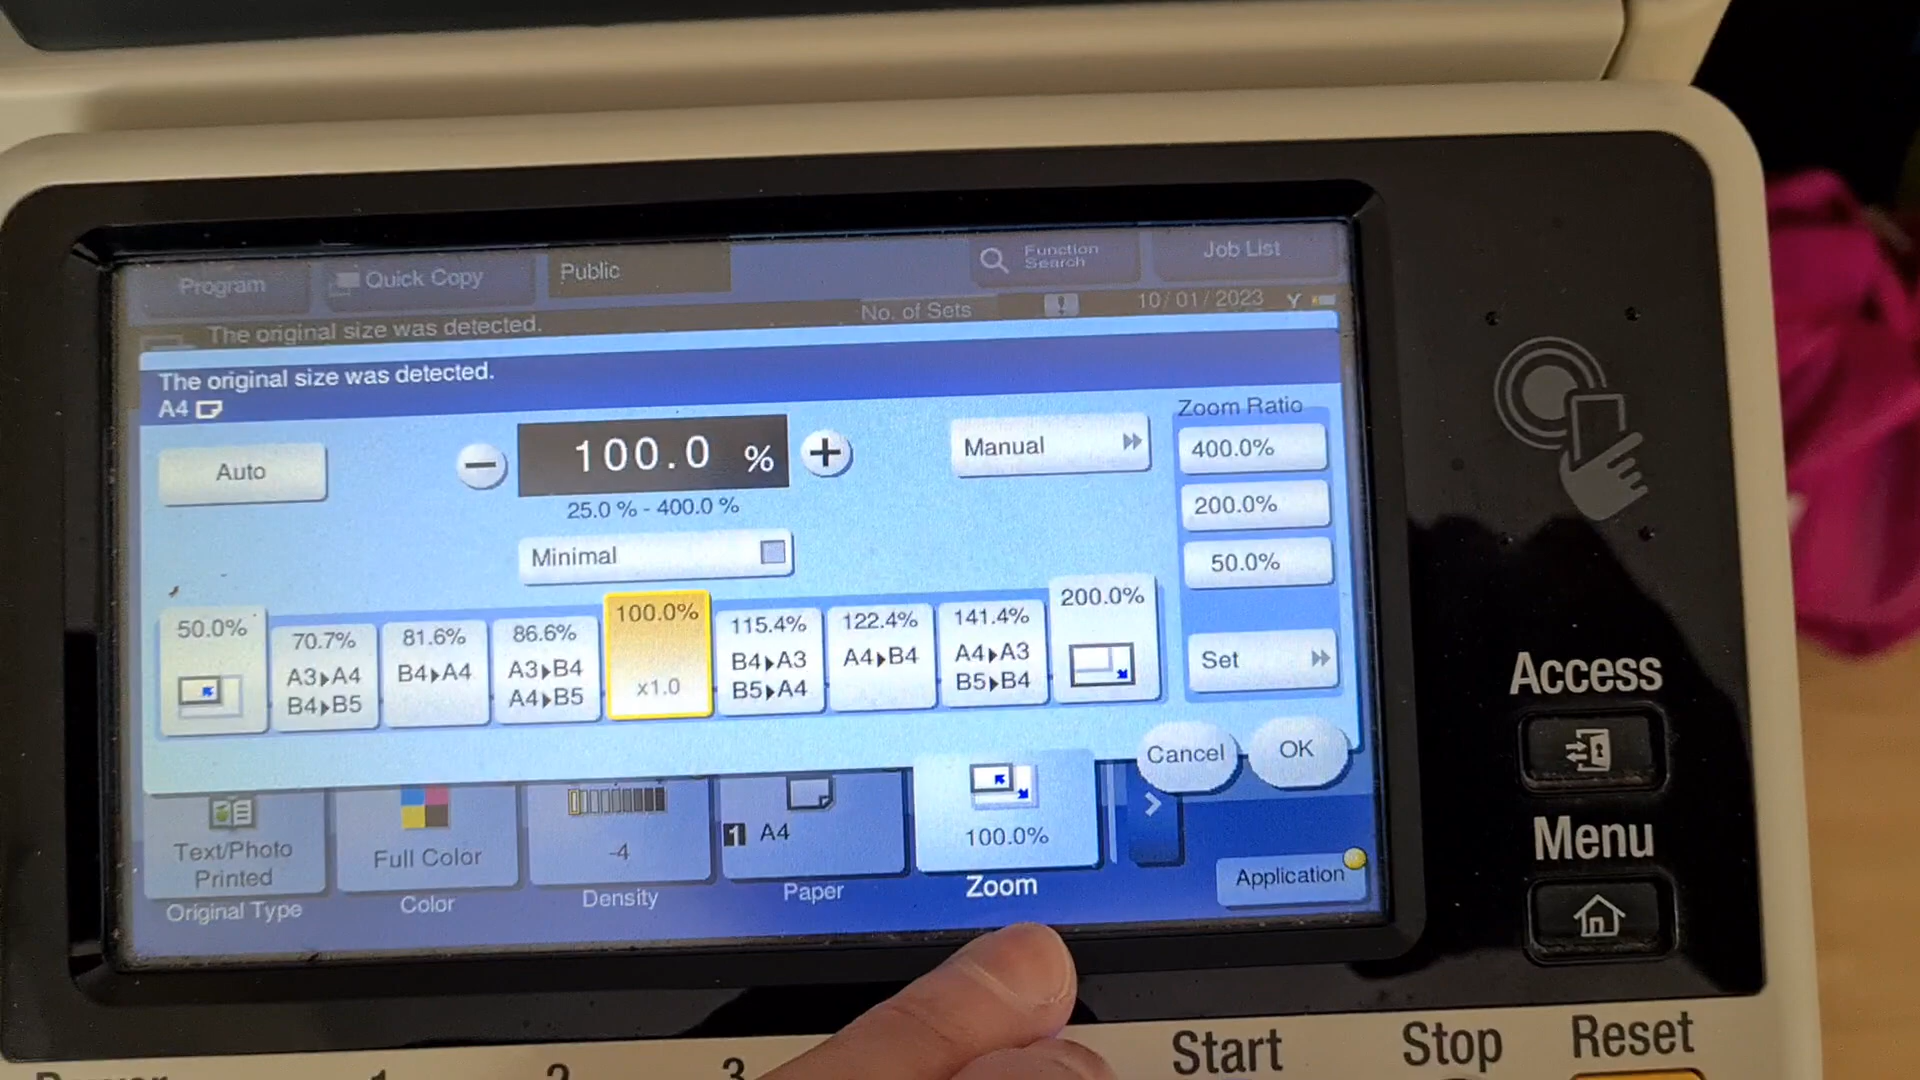 Program
Quick Copy
Public
Function
Search
Job List
The original size was detected.
No. of Sets
10/01/2023
The original size was detected.
A4
Auto
100.0 %
25.0 % - 400.0 %
Minimal
Manual
Zoom Ratio
400.0%
200.0%
50.0%
Set
50.0%
70.7%
A3▸A4
B4▸B5
81.6%
B4▸A4
86.6%
A3▸B4
A4▸B5
100.0%
x1.0
115.4%
B4▸A3
B5▸A4
122.4%
A4▸B4
141.4%
A4▸A3
B5▸B4
200.0%
Cancel
OK
Text/Photo
Printed
Original Type
Full Color
Color
-4
Density
1 A4
Paper
100.0%
Zoom
Application
Access
Menu
Start
Stop
Reset
1
2
3